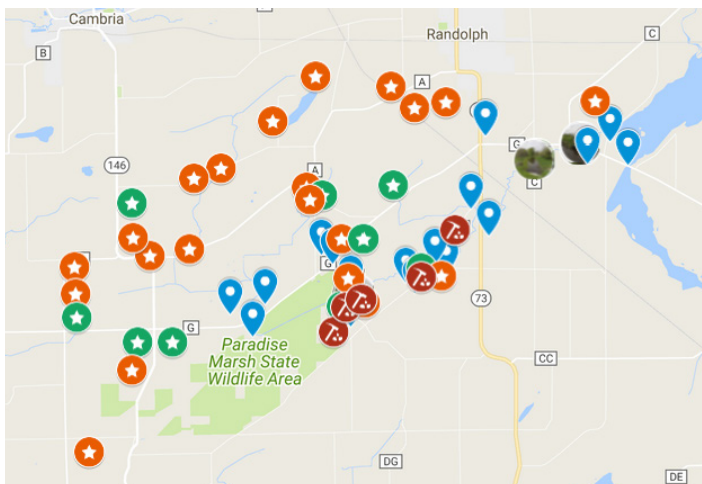 Cambria
Randolph
B
C
A
146
G
A
C
G
C
73
G
Paradise
Marsh State
Wildlife Area
CC
DG
DE